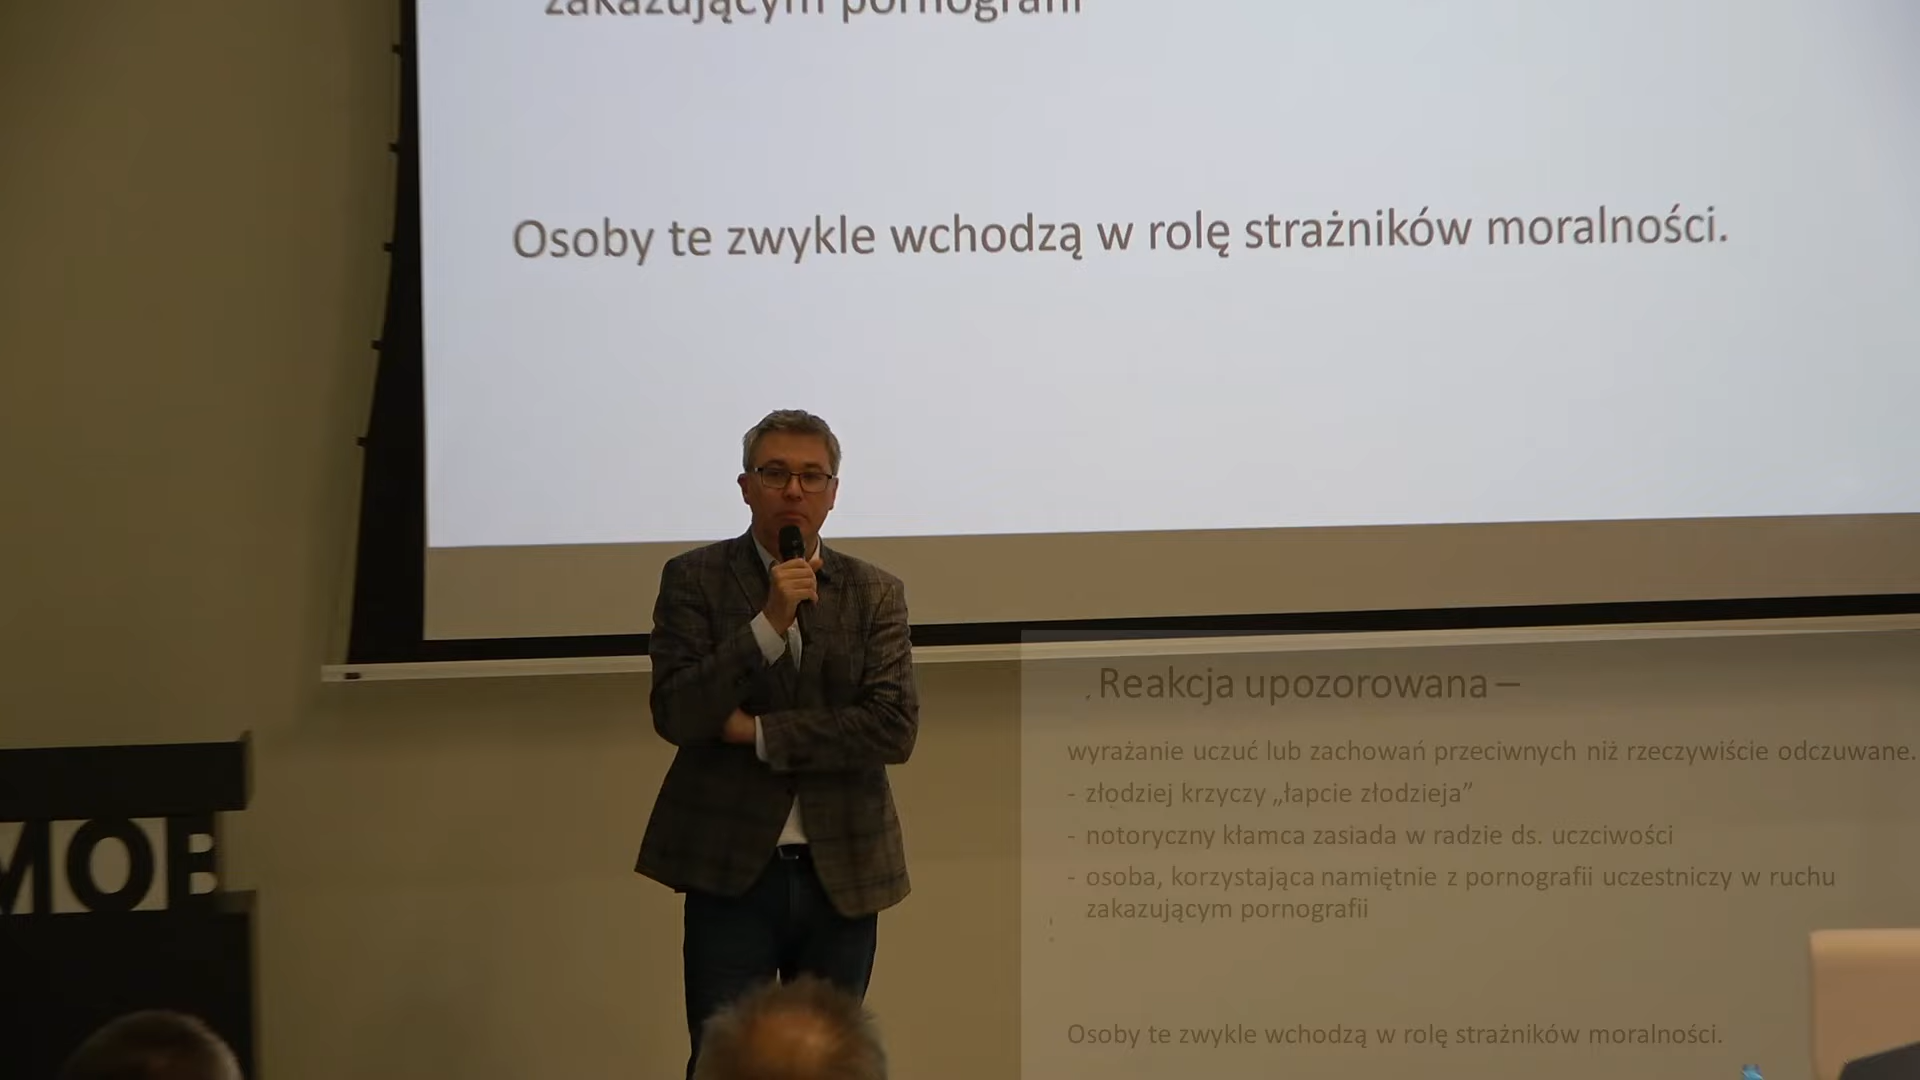 zakazującym pornografii
Osoby te zwykle wchodzą w rolę strażników moralności.
MOB
Reakcja upozorowana –
wyrażanie uczuć lub zachowań przeciwnych niż rzeczywiście odczuwane.
- złodziej krzyczy „łapcie złodzieja”
- notoryczny kłamca zasiada w radzie ds. uczciwości
- osoba, korzystająca namiętnie z pornografii uczestniczy w ruchu
zakazującym pornografii
Osoby te zwykle wchodzą w rolę strażników moralności.